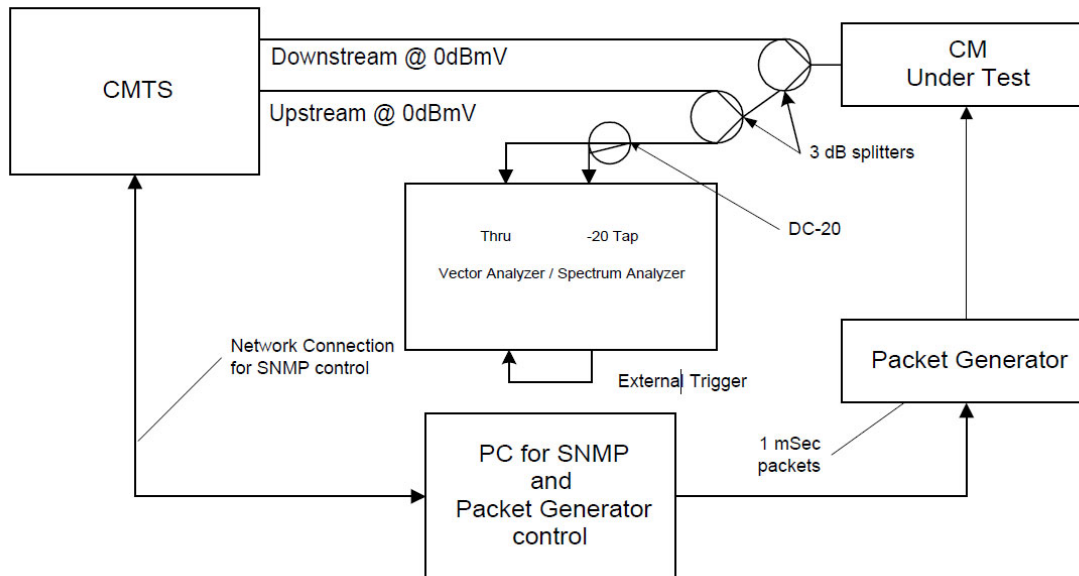 CMTS
Downstream @ 0dBmV
Upstream @ 0dBmV
CM
Under Test
3 dB splitters
DC-20
Thru
-20 Tap
Vector Analyzer / Spectrum Analyzer
Network Connection
for SNMP control
External Trigger
Packet Generator
1 mSec
packets
PC for SNMP
and
Packet Generator
control